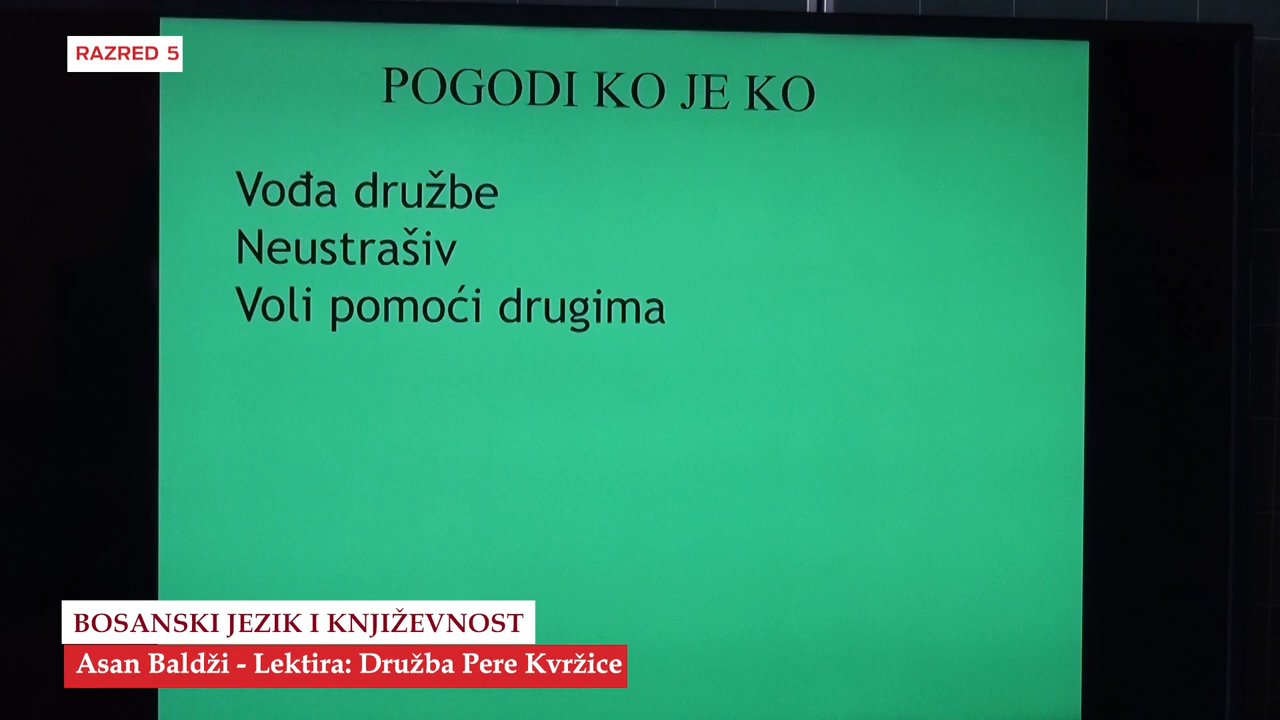 RAZRED 5
POGODI KO JE KO
Vođa družbe
Neustrašiv
Voli pomoći drugima
BOSANSKI JEZIK I KNJIŽEVNOST
Asan Baldži - Lektira: Družba Pere Kvržice